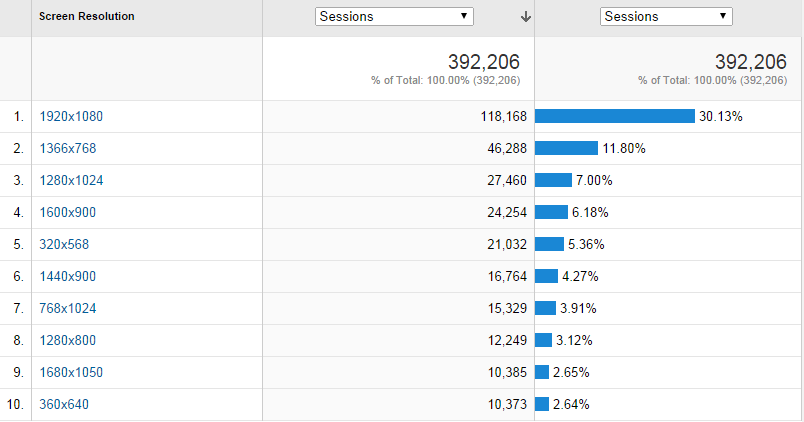 Screen Resolution Sessions Sessions
392,206 392,206
% of Total: 100.00% (392,206) % of Total: 100.00% (392,206)
1. 1920x1080 118,168 30.13%
2. 1366x768 46,288 11.80%
3. 1280x1024 27,460 7.00%
4. 1600x900 24,254 6.18%
5. 320x568 21,032 5.36%
6. 1440x900 16,764 4.27%
7. 768x1024 15,329 3.91%
8. 1280x800 12,249 3.12%
9. 1680x1050 10,385 2.65%
10. 360x640 10,373 2.64%